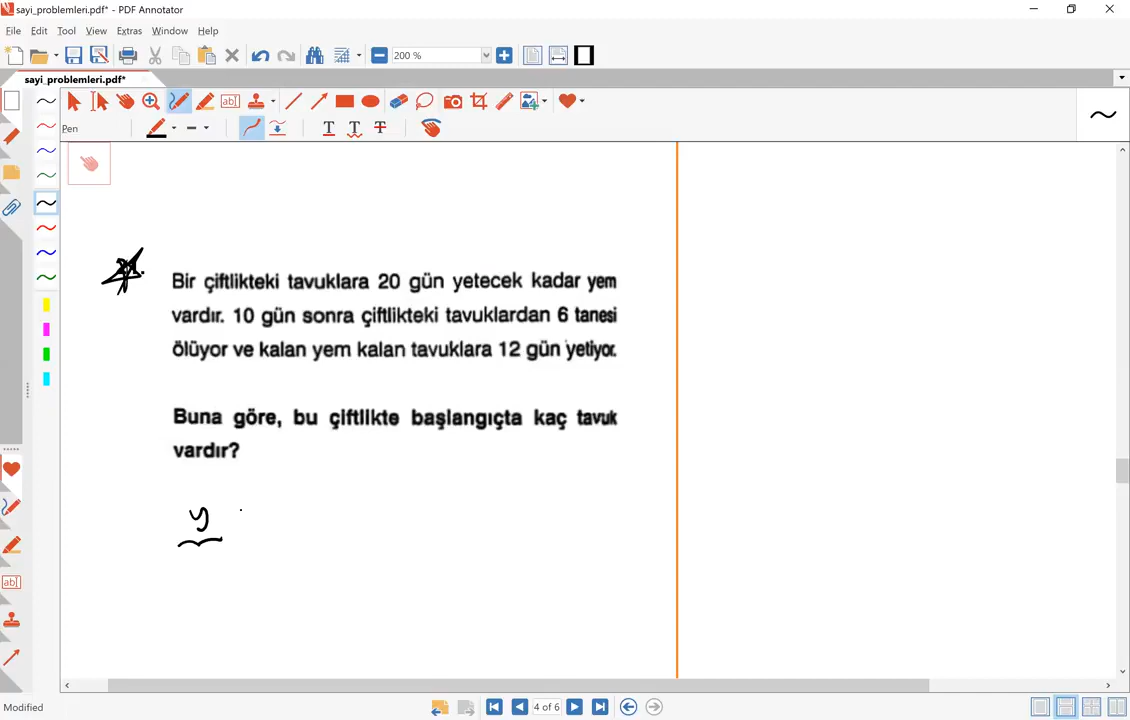 sayi_problemleri.pdf* - PDF Annotator
File Edit Tool View Extras Window Help
200 %
sayi_problemleri.pdf*
Pen
Bir çiftlikteki tavuklara 20 gün yetecek kadar yem
vardır. 10 gün sonra çiftlikteki tavuklardan 6 tanesi
ölüyor ve kalan yem kalan tavuklara 12 gün yetiyor.
Buna göre, bu çiftlikte başlangıçta kaç tavuk
vardır?
y
Modified
4 of 6